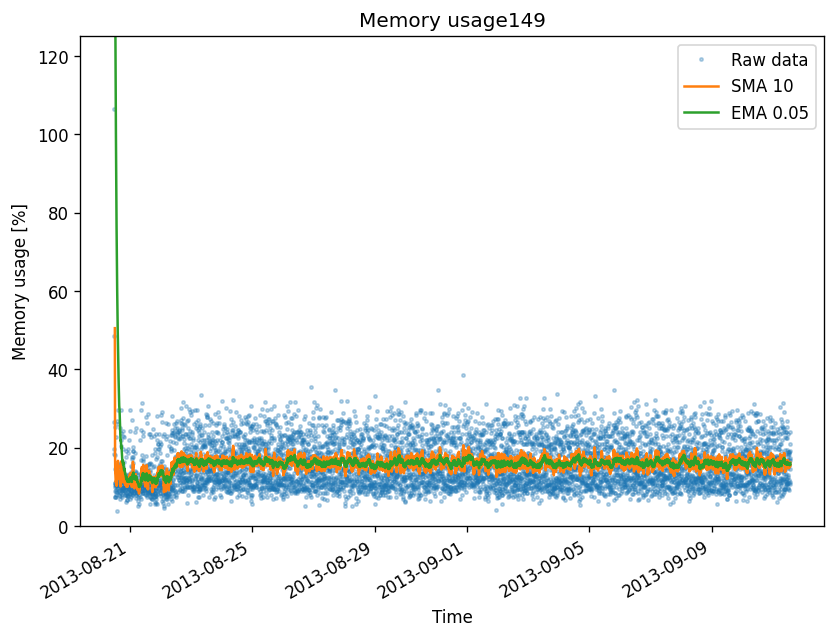 Memory usage149
Raw data
SMA 10
EMA 0.05
Memory usage [%]
120
100
80
60
40
20
0
2013-08-21
2013-08-25
2013-08-29
2013-09-01
2013-09-05
2013-09-09
Time